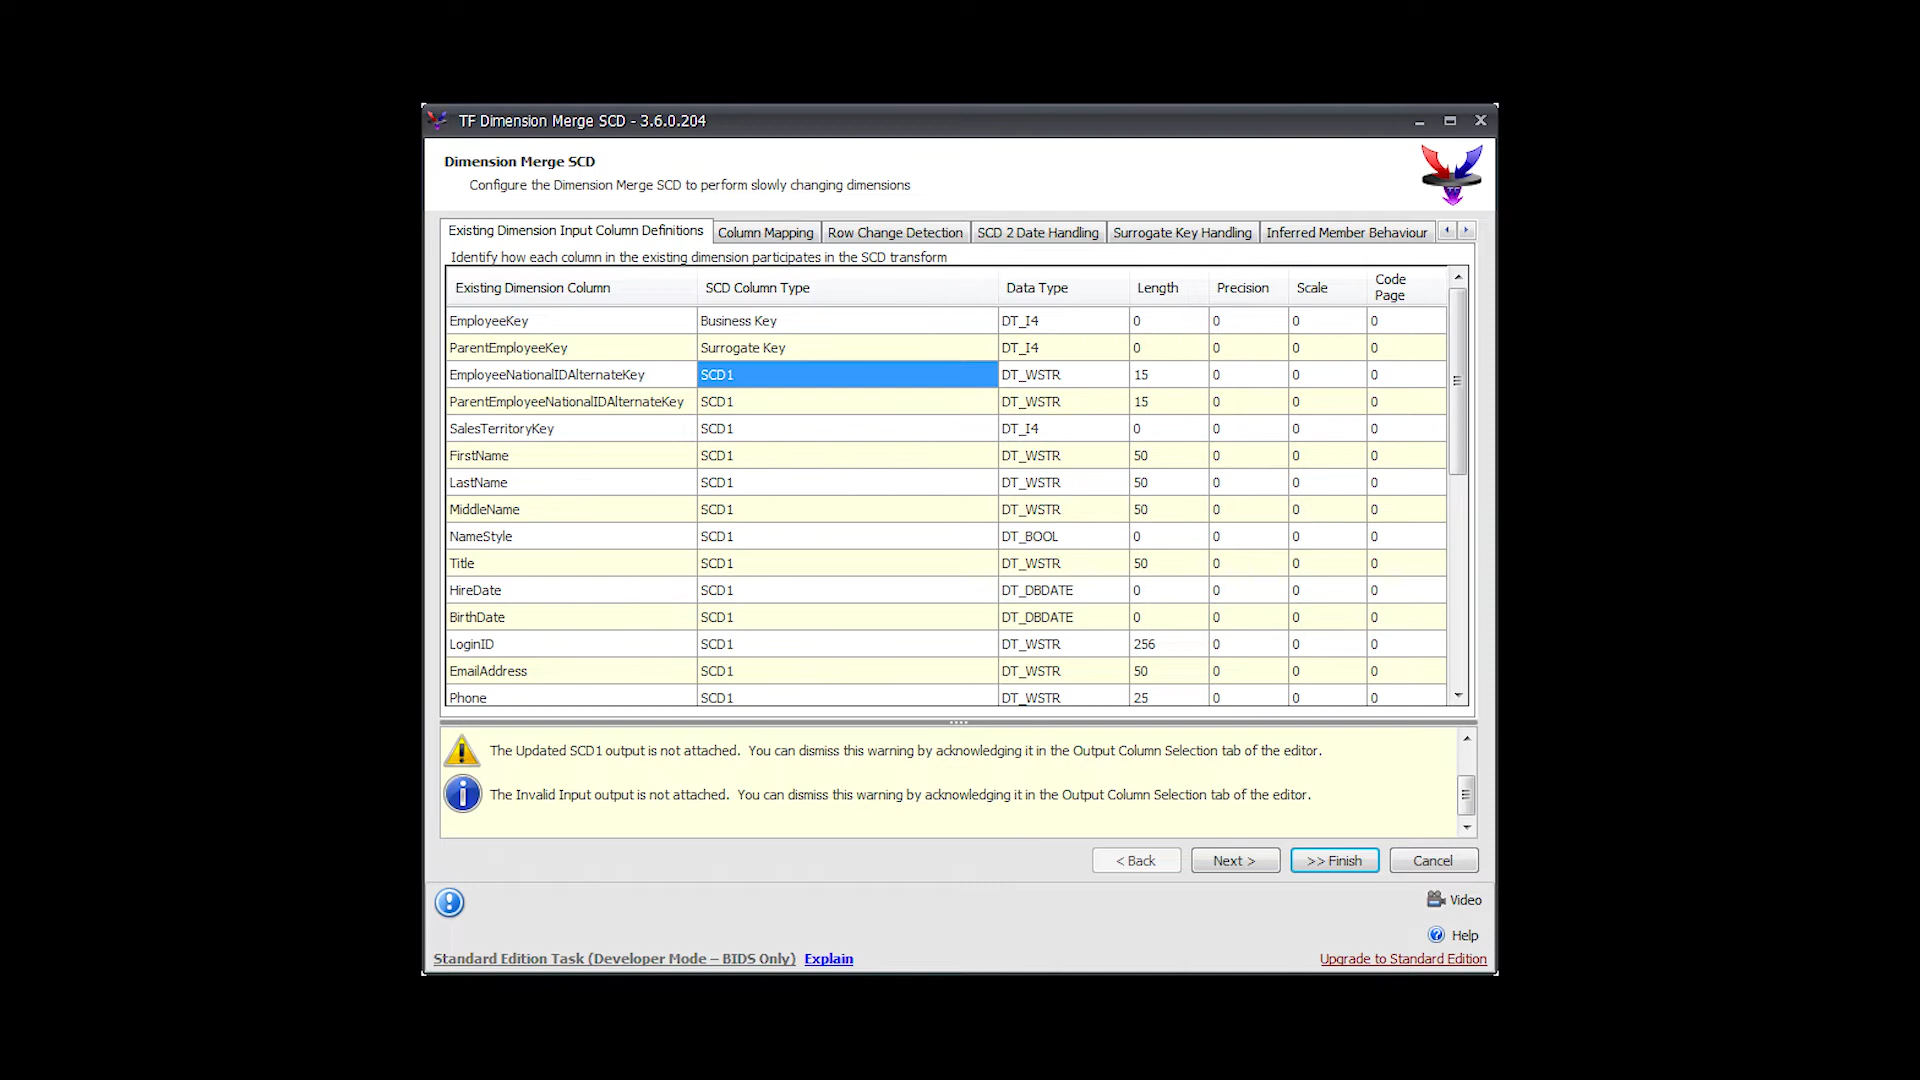 TF Dimension Merge SCD - 3.6.0.204
Dimension Merge SCD
Configure the Dimension Merge SCD to perform slowly changing dimensions
Existing Dimension Input Column Definitions Column Mapping Row Change Detection SCD 2 Date Handling Surrogate Key Handling Inferred Member Behaviour
Identify how each column in the existing dimension participates in the SCD transform
Existing Dimension Column SCD Column Type Data Type Length Precision Scale Code Page
EmployeeKey Business Key DT_I4 0 0 0 0
ParentEmployeeKey Surrogate Key DT_I4 0 0 0 0
EmployeeNationalIDAlternateKey SCD1 DT_WSTR 15 0 0 0
ParentEmployeeNationalIDAlternateKey SCD1 DT_WSTR 15 0 0 0
SalesTerritoryKey SCD1 DT_I4 0 0 0 0
FirstName SCD1 DT_WSTR 50 0 0 0
LastName SCD1 DT_WSTR 50 0 0 0
MiddleName SCD1 DT_WSTR 50 0 0 0
NameStyle SCD1 DT_BOOL 0 0 0 0
Title SCD1 DT_WSTR 50 0 0 0
HireDate SCD1 DT_DBDATE 0 0 0 0
BirthDate SCD1 DT_DBDATE 0 0 0 0
LoginID SCD1 DT_WSTR 256 0 0 0
EmailAddress SCD1 DT_WSTR 50 0 0 0
Phone SCD1 DT_WSTR 25 0 0 0
The Updated SCD1 output is not attached. You can dismiss this warning by acknowledging it in the Output Column Selection tab of the editor.
The Invalid Input output is not attached. You can dismiss this warning by acknowledging it in the Output Column Selection tab of the editor.
< Back Next > >> Finish Cancel
Video
Help
Standard Edition Task (Developer Mode – BIDS Only) Explain Upgrade to Standard Edition